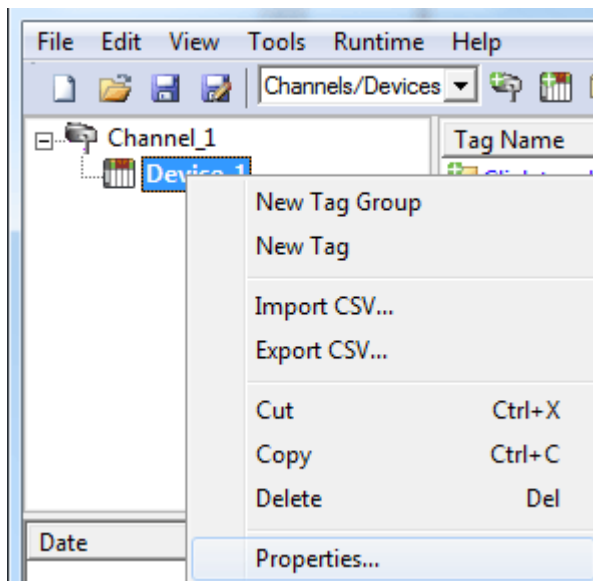 File Edit View Tools Runtime Help
Channels/Devices
Channel_1
Tag Name
Device_1
New Tag Group
New Tag
Import CSV...
Export CSV...
Cut Ctrl+X
Copy Ctrl+C
Delete Del
Date
Properties...